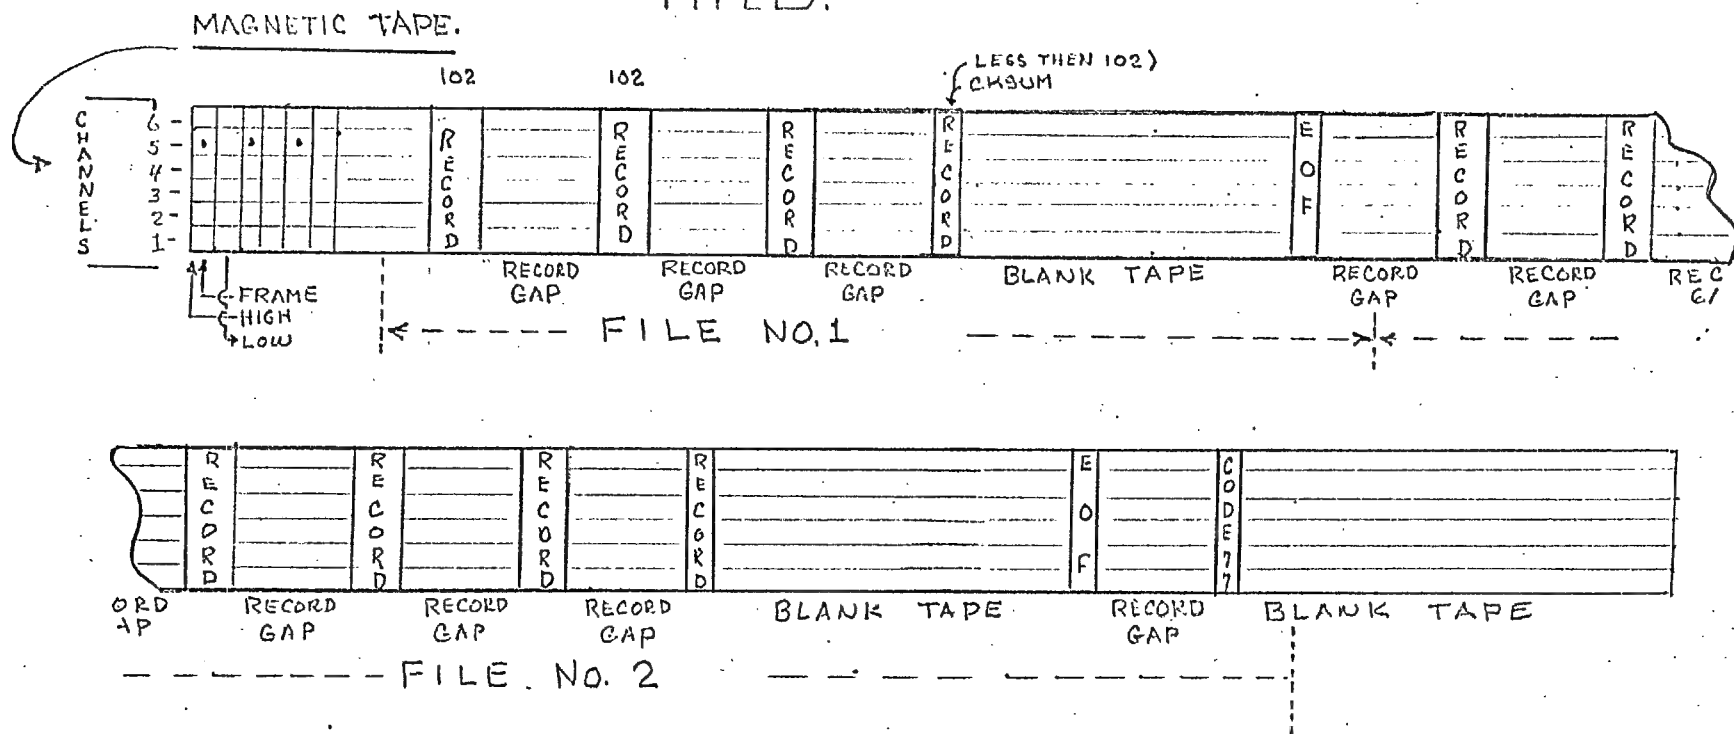 MAGNETIC TAPE.
102 102 LESS THEN 102)
CKSUM
CHANNELS
6 -
5 -
4 -
3 -
2 -
1 -
RECORD RECORD RECORD RECORD EOF RECORD RECORD
RECORD GAP RECORD GAP RECORD GAP BLANK TAPE RECORD GAP RECORD GAP REC
FRAME
HIGH
LOW
FILE NO.1
RECORD RECORD RECORD RECORD EOF CODE 77
ORD RECORD GAP RECORD GAP RECORD GAP BLANK TAPE RECORD GAP BLANK TAPE
AP
FILE. NO. 2